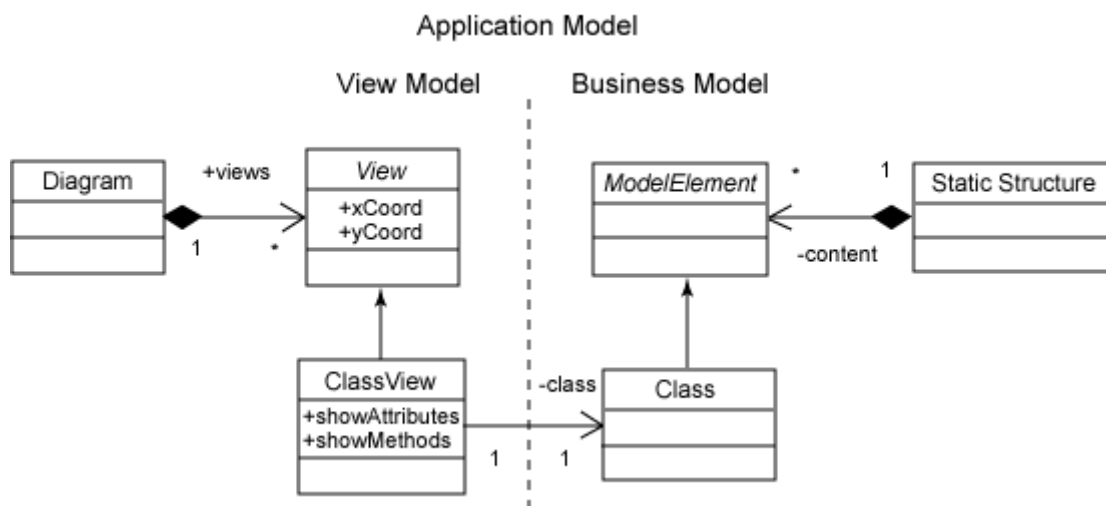 Application Model
View Model
Business Model
Diagram
+views
1
*
View
+xCoord
+yCoord
ModelElement
*
1
-content
Static Structure
ClassView
+showAttributes
+showMethods
1
-class
1
Class